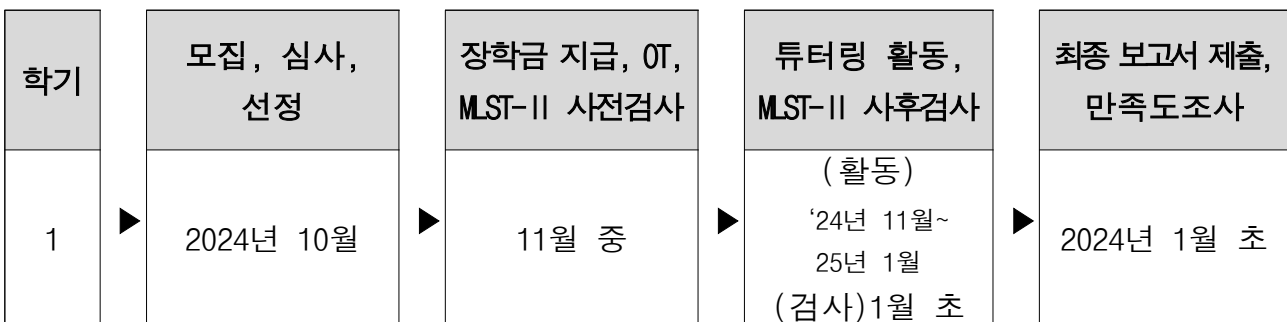 학기
모집, 심사,
선정
장학금 지급, OT,
MLST-II 사전검사
튜터링 활동,
MLST-II 사후검사
최종 보고서 제출,
만족도조사
1
▶
2024년 10월
▶
11월 중
▶
(활동)
‘24년 11월~
25년 1월
(검사)1월 초
▶
2024년 1월 초